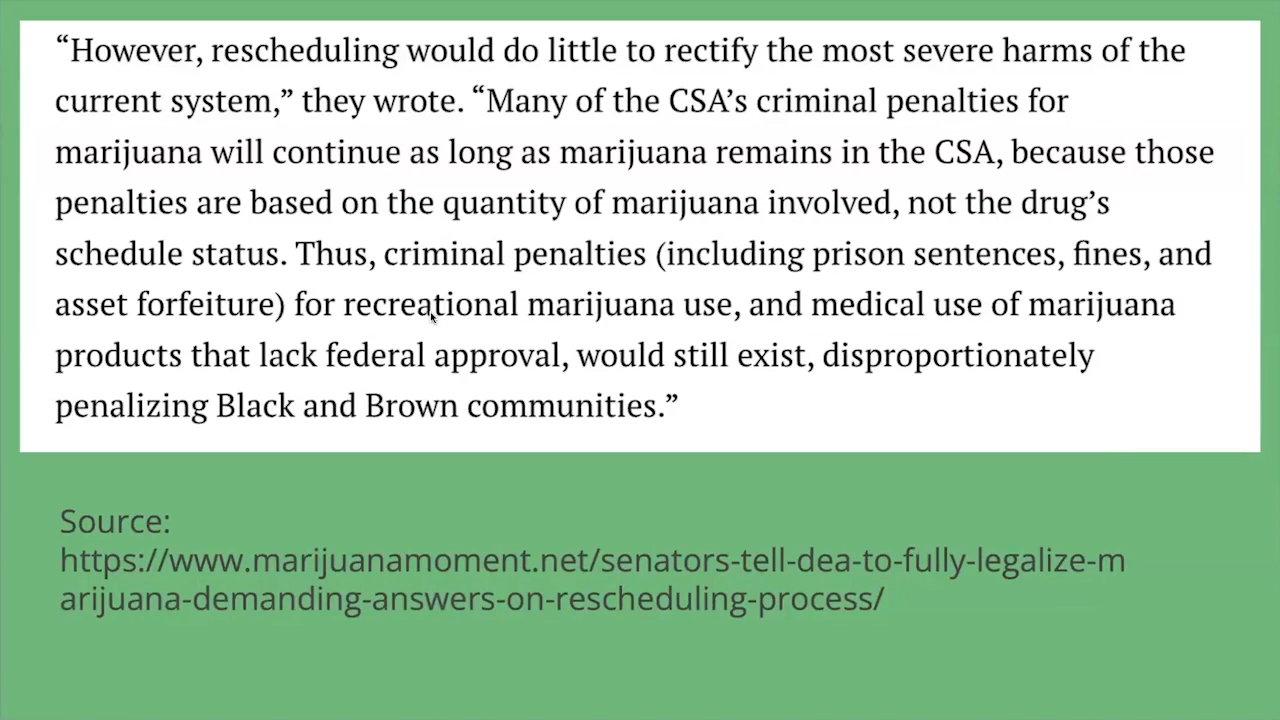 “However, rescheduling would do little to rectify the most severe harms of the
current system,” they wrote. “Many of the CSA’s criminal penalties for
marijuana will continue as long as marijuana remains in the CSA, because those
penalties are based on the quantity of marijuana involved, not the drug’s
schedule status. Thus, criminal penalties (including prison sentences, fines, and
asset forfeiture) for recreational marijuana use, and medical use of marijuana
products that lack federal approval, would still exist, disproportionately
penalizing Black and Brown communities.”
Source:
https://www.marijuanamoment.net/senators-tell-dea-to-fully-legalize-m
arijuana-demanding-answers-on-rescheduling-process/